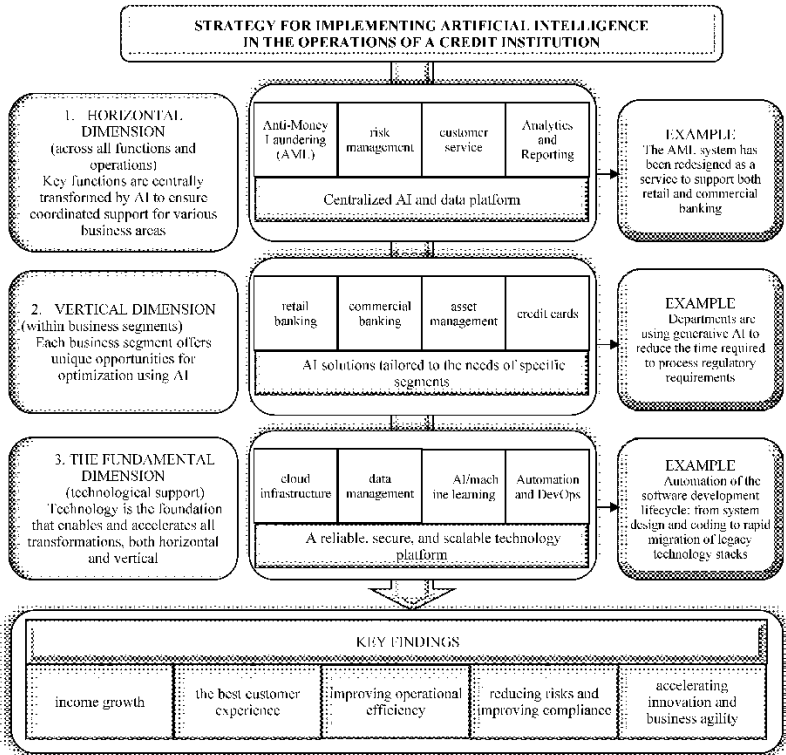 STRATEGY FOR IMPLEMENTING ARTIFICIAL INTELLIGENCE
IN THE OPERATIONS OF A CREDIT INSTITUTION
1. HORIZONTAL
DIMENSION
(across all functions and
operations)
Key functions are centrally
transformed by AI to ensure
coordinated support for various
business areas
Anti-Money
Laundering
(AML)
risk
management
customer
service
Analytics
and
Reporting
Centralized AI and data platform
EXAMPLE
The AML system has
been redesigned as a
service to support both
retail and commercial
banking
2. VERTICAL DIMENSION
(within business segments)
Each business segment offers
unique opportunities for
optimization using AI
retail
banking
commercial
banking
asset
management
credit cards
AI solutions tailored to the needs of specific
segments
EXAMPLE
Departments are
using generative AI to
reduce the time required
to process regulatory
requirements
3. THE FUNDAMENTAL
DIMENSION
(technological support)
Technology is the foundation
that enables and accelerates all
transformations, both horizontal
and vertical
cloud
infrastructure
data
management
AI/mach
ine learning
Automation
and DevOps
A reliable, secure, and scalable technology
platform
EXAMPLE
Automation of the
software development
lifecycle: from system
design and coding to rapid
migration of legacy
technology stacks
KEY FINDINGS
income growth
the best customer
experience
improving operational
efficiency
reducing risks and
improving compliance
accelerating
innovation and
business agility